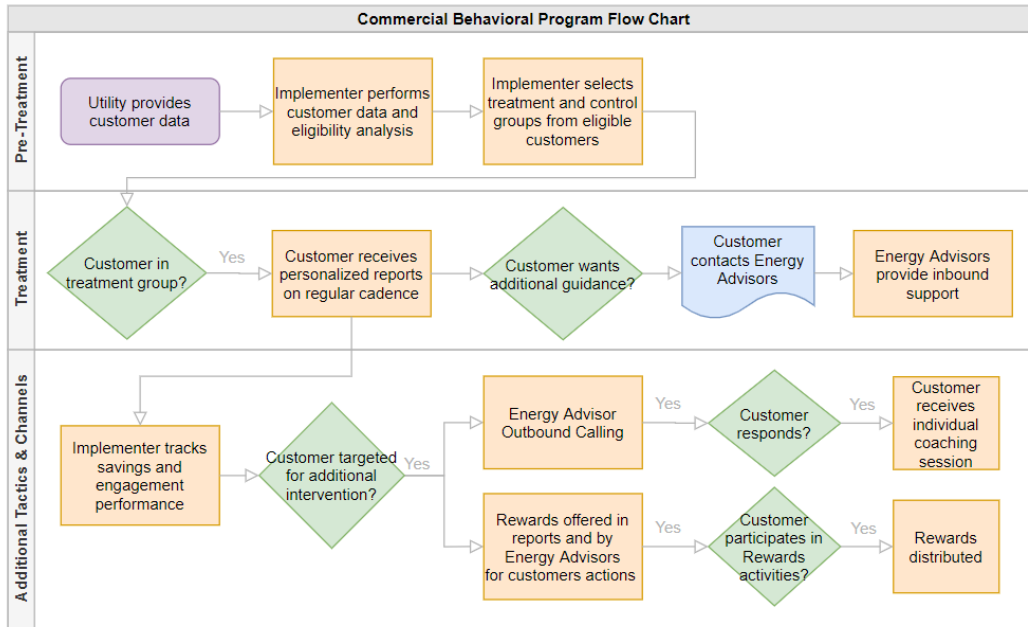 Commercial Behavioral Program Flow Chart
Pre-Treatment
Utility provides
customer data
Implementer performs
customer data and
eligibility analysis
Implementer selects
treatment and control
groups from eligible
customers
Treatment
Customer in
treatment group?
Yes
Customer receives
personalized reports
on regular cadence
Customer wants
additional guidance?
Customer
contacts Energy
Advisors
Energy Advisors
provide inbound
support
Additional Tactics & Channels
Implementer tracks
savings and
engagement
performance
Customer targeted
for additional
intervention?
Yes
Energy Advisor
Outbound Calling
Yes
Customer
responds?
Yes
Customer
receives
individual
coaching
session
Rewards offered in
reports and by
Energy Advisors
for customers actions
Yes
Customer
participates in
Rewards
activities?
Yes
Rewards
distributed